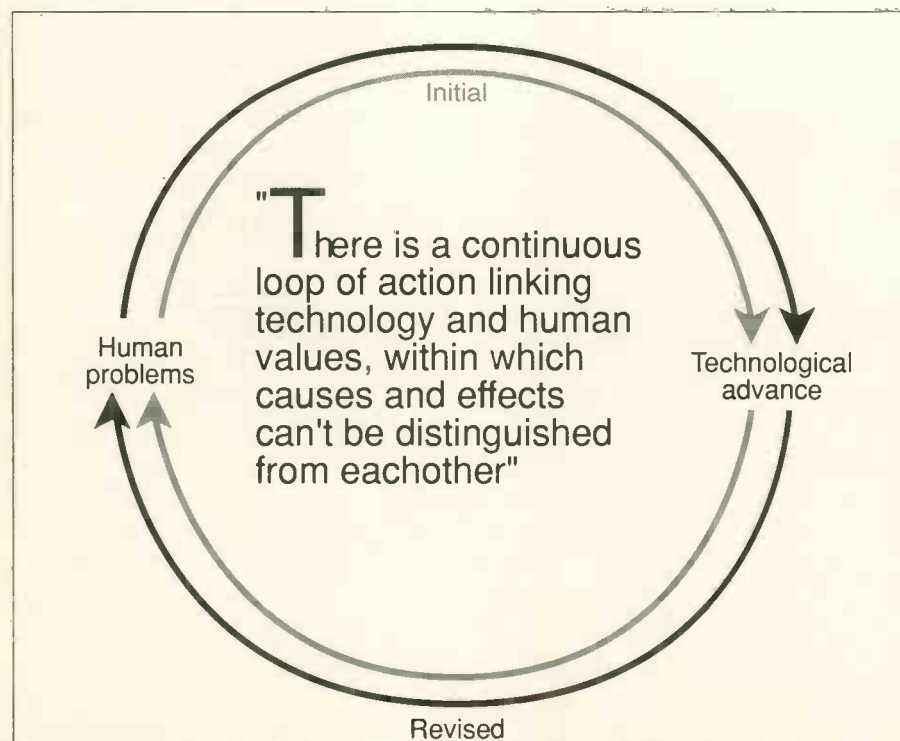 Initial
"There is a continuous
loop of action linking
technology and human
values, within which
causes and effects
can't be distinguished
from eachother"
Human
problems
Technological
advance
Revised